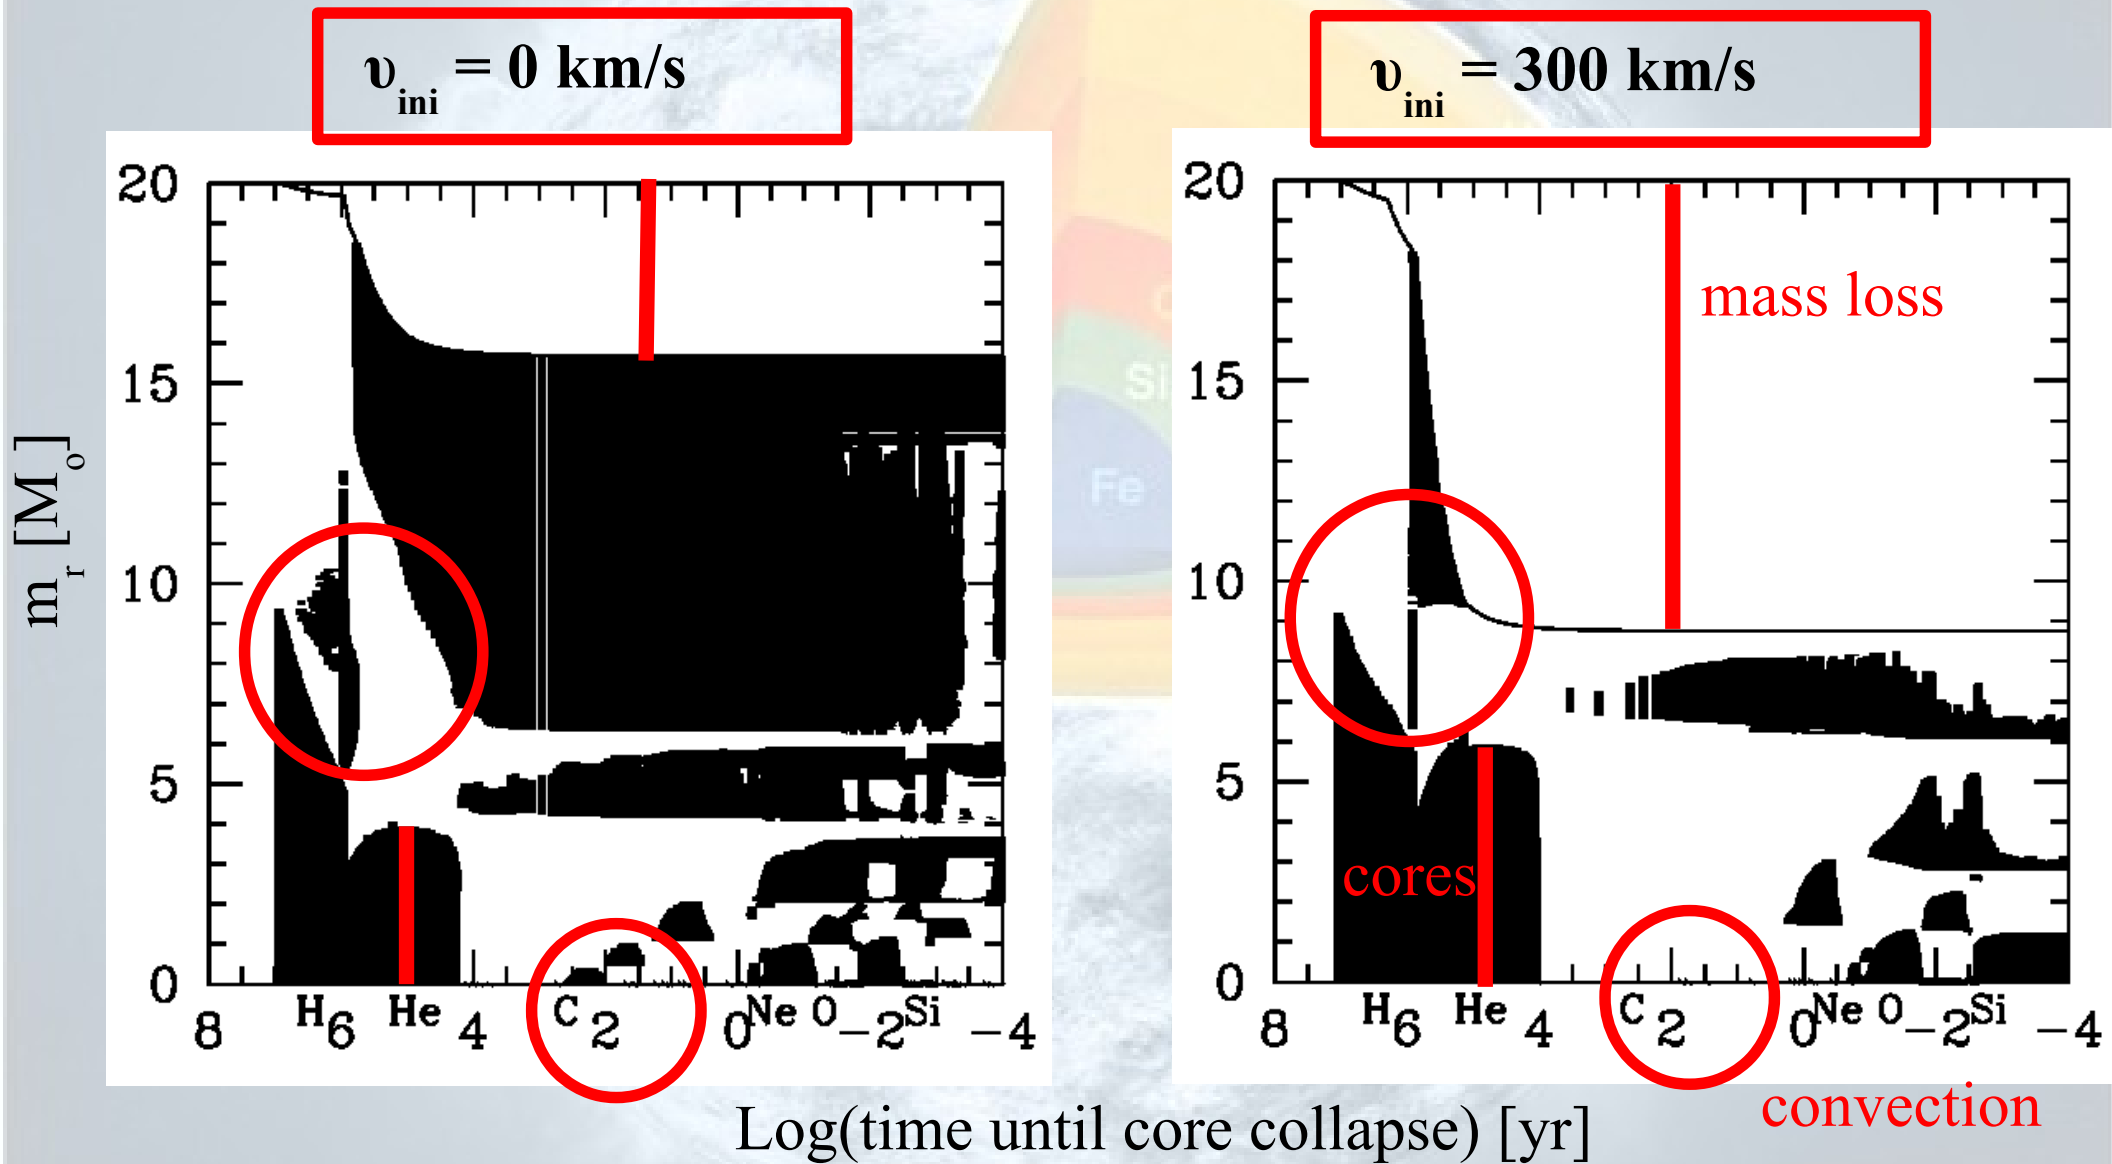 υini = 0 km/s
υini = 300 km/s
20
15
10
5
0
mr [Mo]
8 H 6 He 4 C 2 0 Ne O -2 Si -4
Si
Fe
20
15
10
5
0
mass loss
cores
8 H 6 He 4 C 2 0 Ne O -2 Si -4
convection
Log(time until core collapse) [yr]